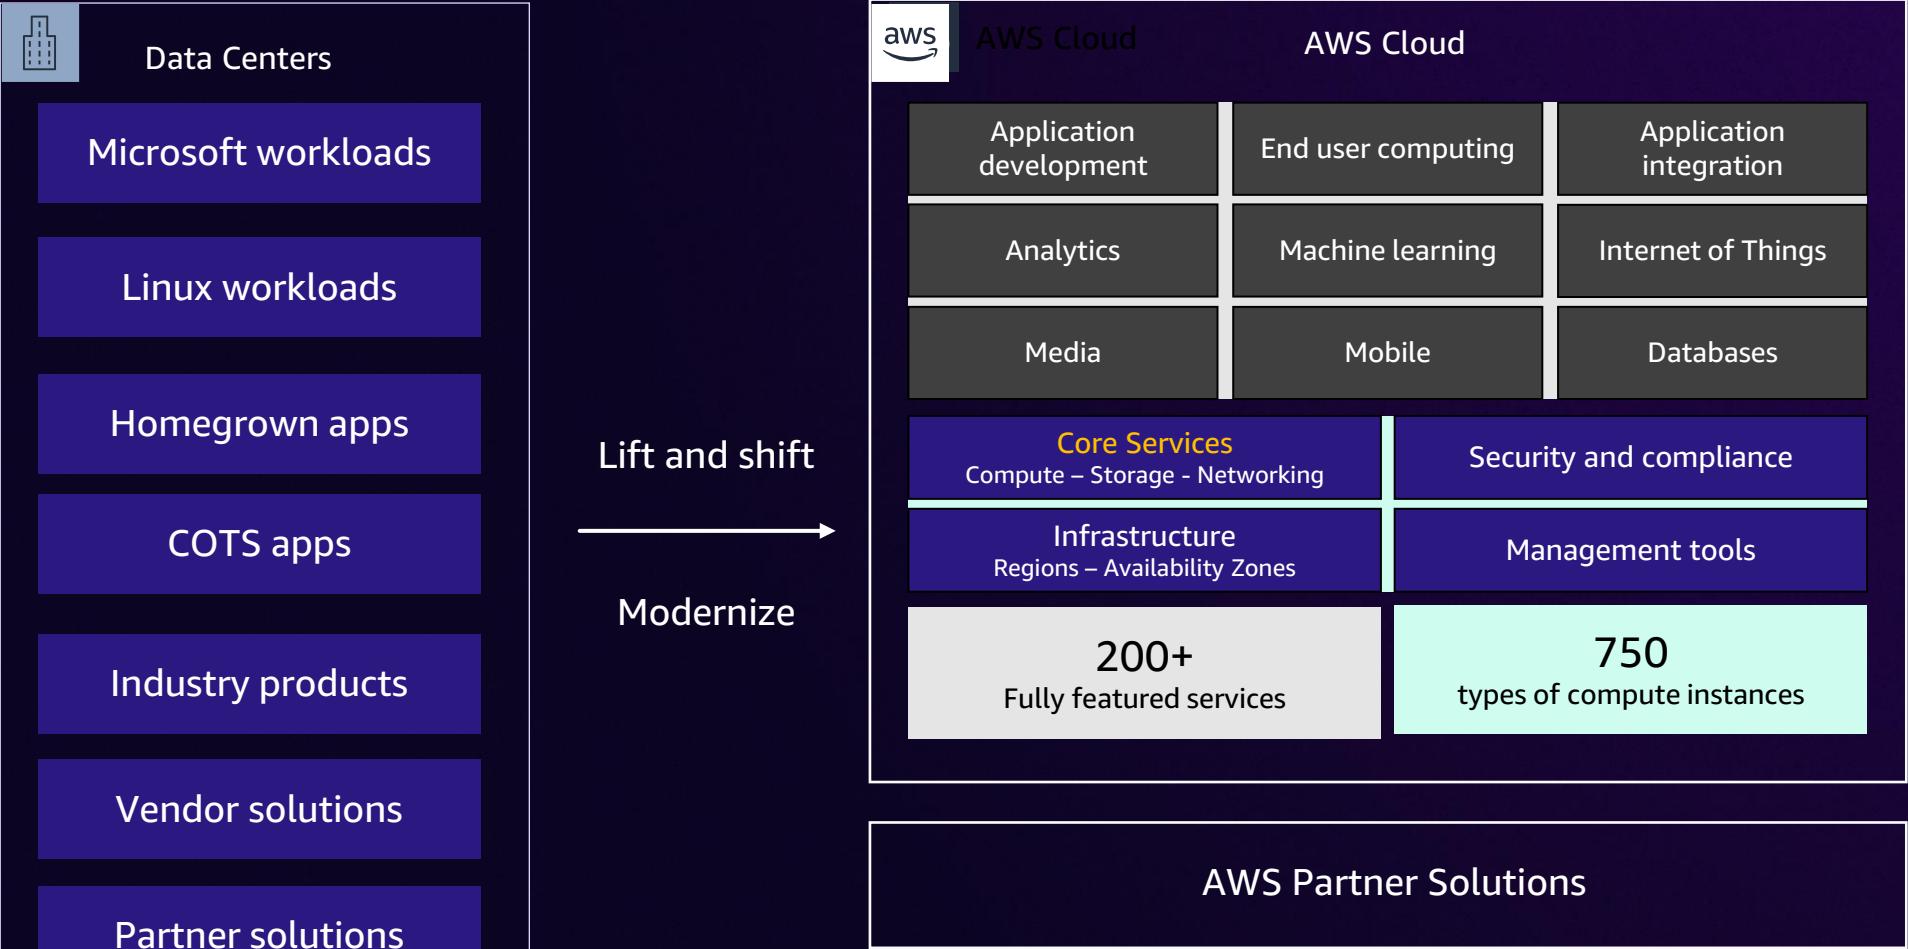 Data Centers
Microsoft workloads
Linux workloads
Homegrown apps
COTS apps
Industry products
Vendor solutions
Partner solutions
Lift and shift
Modernize
aws
AWS Cloud
AWS Cloud
Application
development
End user computing
Application
integration
Analytics
Machine learning
Internet of Things
Media
Mobile
Databases
Core Services
Compute – Storage - Networking
Security and compliance
Infrastructure
Regions – Availability Zones
Management tools
200+
Fully featured services
750
types of compute instances
AWS Partner Solutions